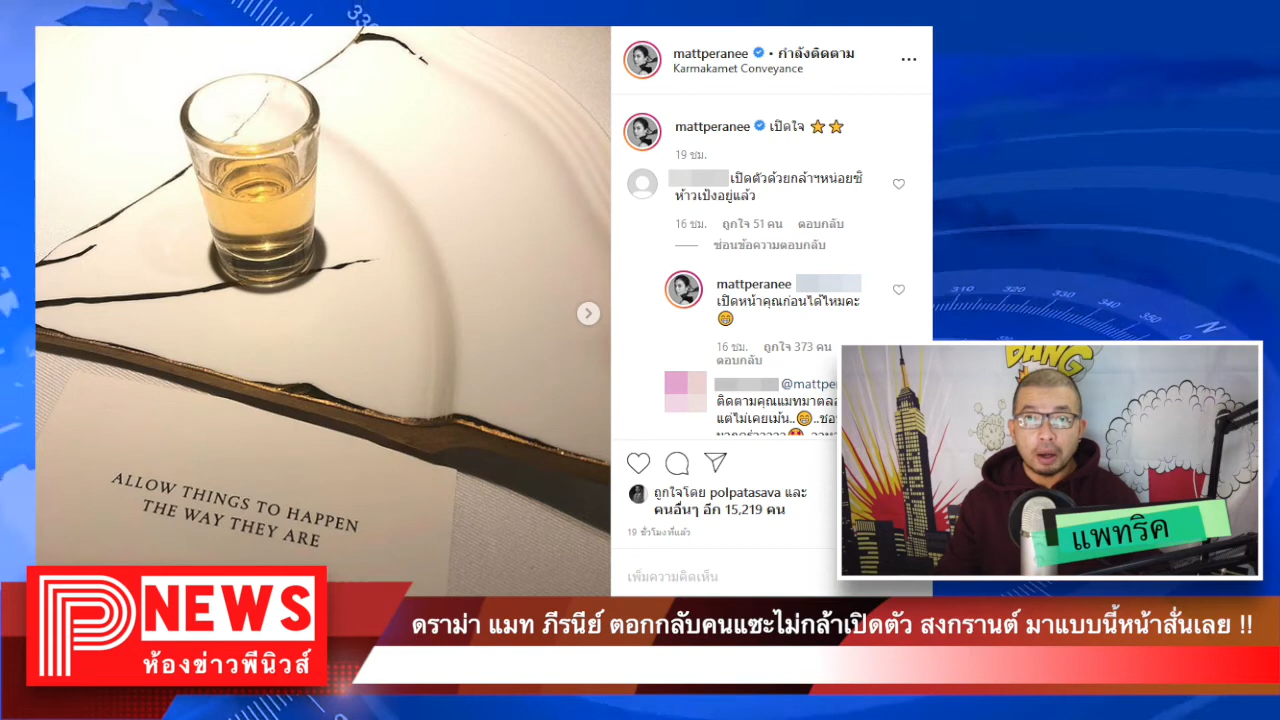 330
mattperanee • กำลังติดตาม
Karmakamet Conveyance
mattperanee เปิดใจ ⭐⭐
19 ชม.
เปิดตัวด้วยกล้าฯหน่อยซิ
ห้าวเป้งอยู่แล้ว
16 ชม. ถูกใจ 51 คน ตอบกลับ
ซ่อนข้อความตอบกลับ
mattperanee
เปิดหน้าคุณก่อนได้ไหมคะ
😁
16 ชม. ถูกใจ 373 คน
ตอบกลับ
@mattper
ติดตามคุณแมทมาตลอ
แต่ไม่เคยเม้น..😁..ชอ
ถูกใจโดย polpatasava และ
คนอื่นๆ อีก 15,219 คน
19 ชั่วโมงที่แล้ว
เพิ่มความคิดเห็น
ALLOW THINGS TO HAPPEN
THE WAY THEY ARE
310 320 330 340 350 0 N
BANG
แพทริค
P NEWS
ห้องข่าวพีนิวส์
ดราม่า แมท ภีรนีย์ ตอกกลับคนแซะไม่กล้าเปิดตัว สงกรานต์ มาแบบนี้หน้าสั่นเลย !!